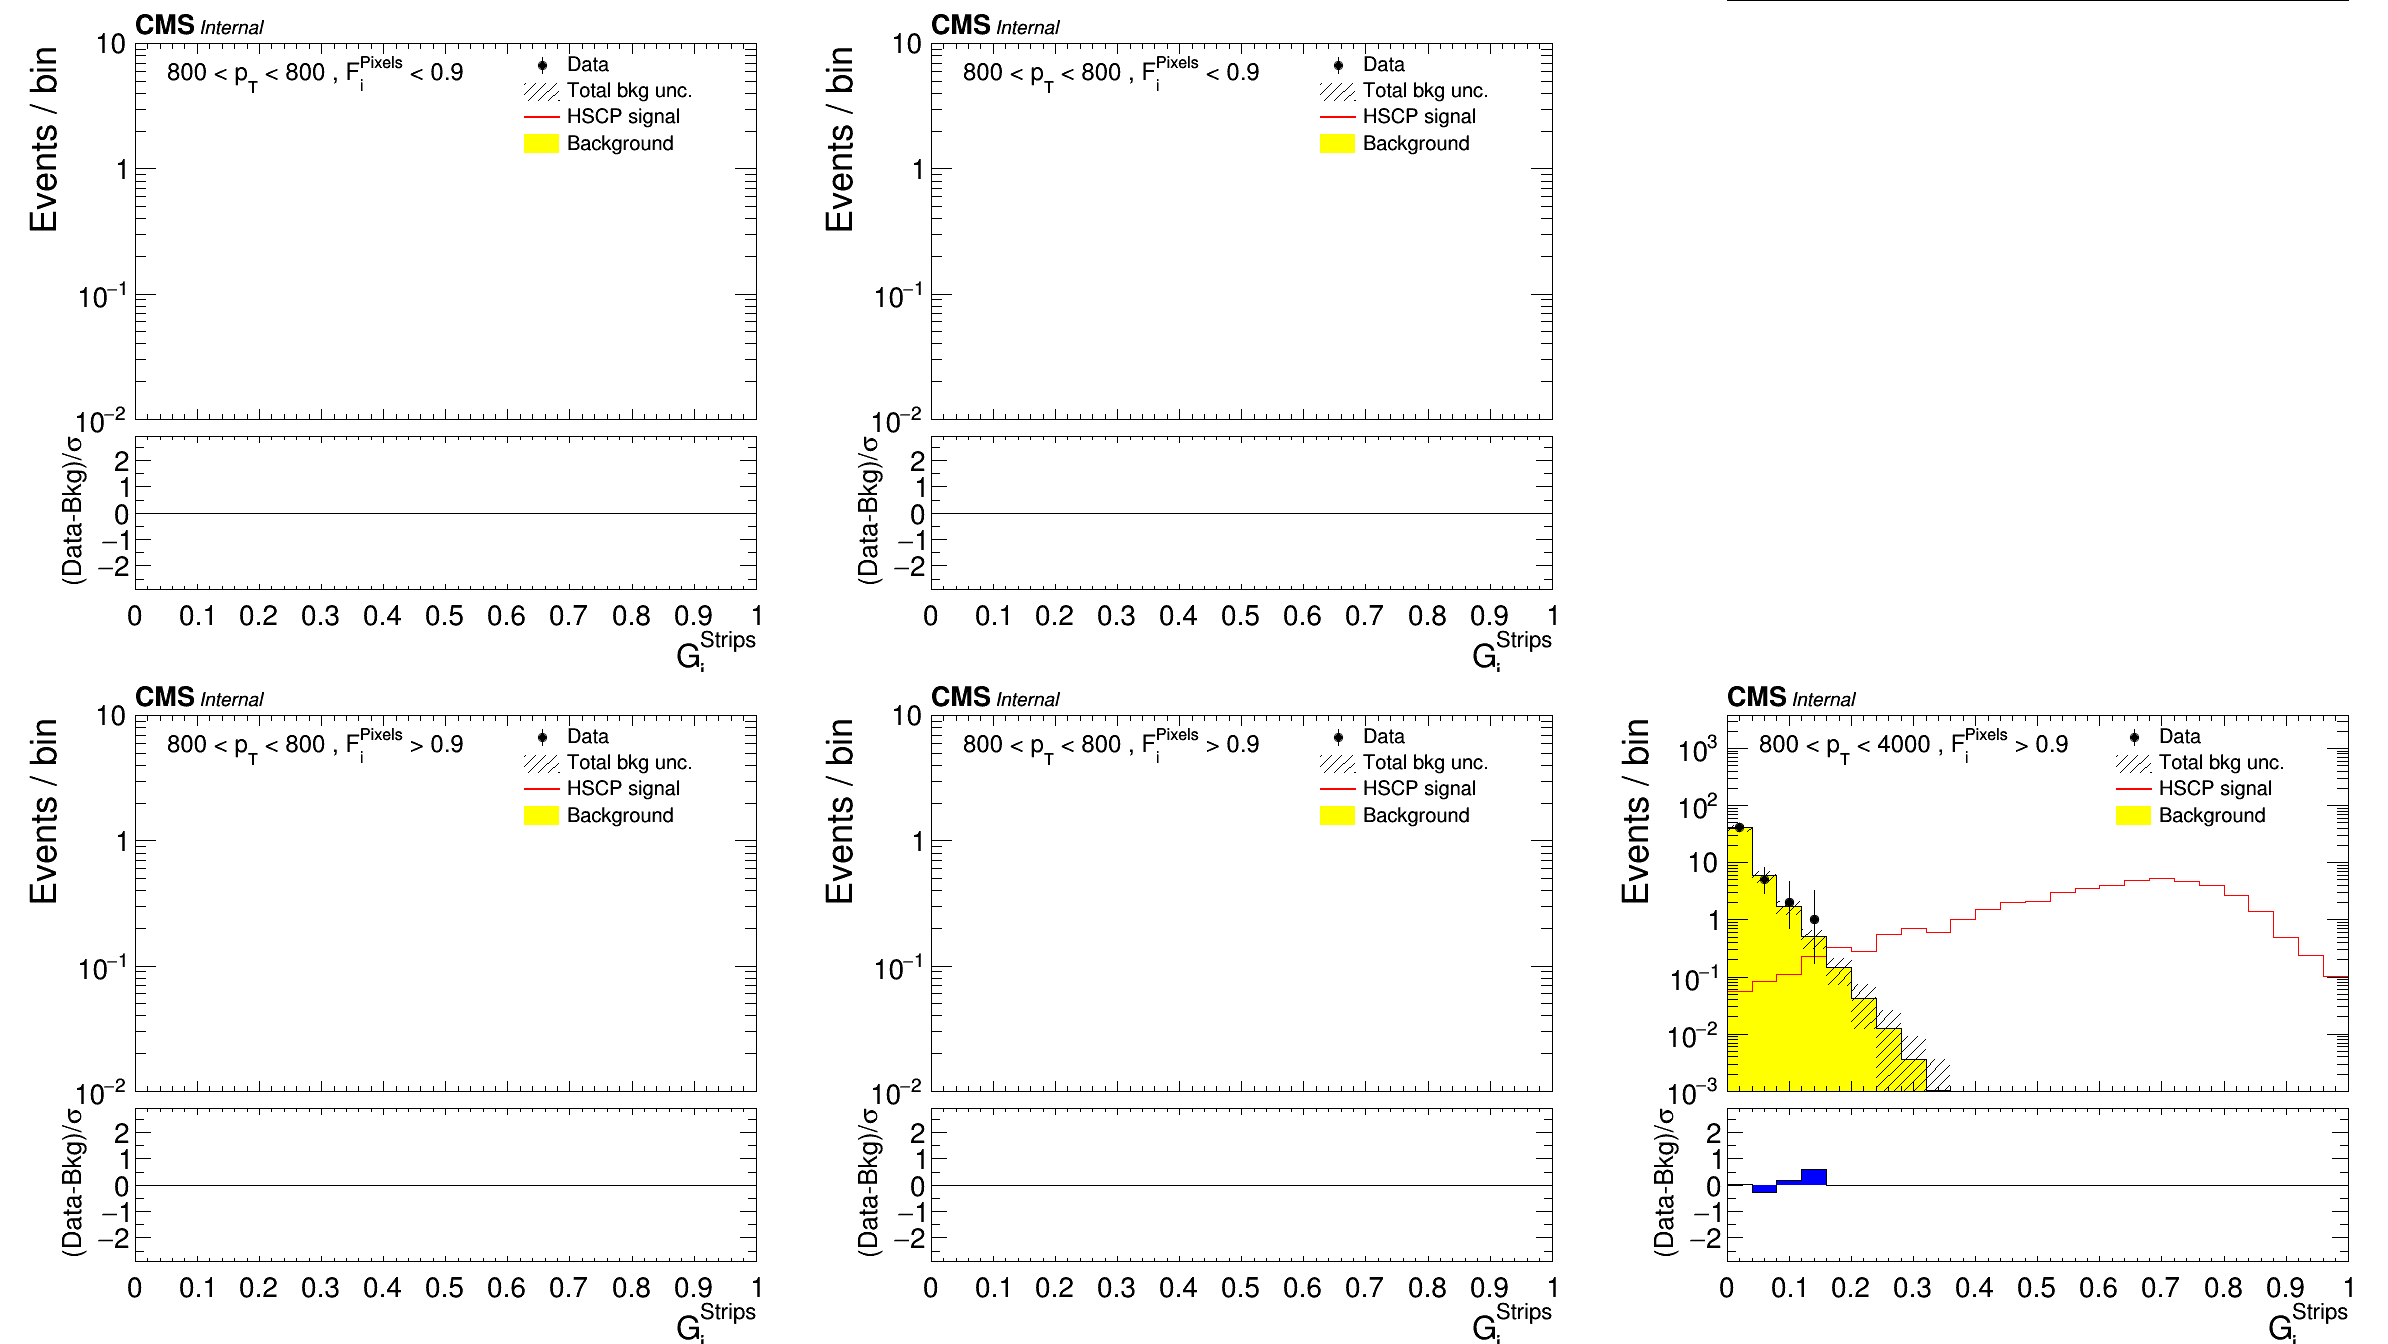 CMS Internal
Events / bin
800 < p_T < 800 , F_i^Pixels < 0.9
Data
Total bkg unc.
HSCP signal
Background
10
1
10^−1
10^−2
(Data-Bkg)/σ
2
1
0
−1
−2
0 0.1 0.2 0.3 0.4 0.5 0.6 0.7 0.8 0.9 1
G_i^Strips
CMS Internal
Events / bin
800 < p_T < 800 , F_i^Pixels < 0.9
Data
Total bkg unc.
HSCP signal
Background
10
1
10^−1
10^−2
(Data-Bkg)/σ
2
1
0
−1
−2
0 0.1 0.2 0.3 0.4 0.5 0.6 0.7 0.8 0.9 1
G_i^Strips
CMS Internal
Events / bin
800 < p_T < 800 , F_i^Pixels > 0.9
Data
Total bkg unc.
HSCP signal
Background
10
1
10^−1
10^−2
(Data-Bkg)/σ
2
1
0
−1
−2
0 0.1 0.2 0.3 0.4 0.5 0.6 0.7 0.8 0.9 1
G_i^Strips
CMS Internal
Events / bin
800 < p_T < 800 , F_i^Pixels > 0.9
Data
Total bkg unc.
HSCP signal
Background
10
1
10^−1
10^−2
(Data-Bkg)/σ
2
1
0
−1
−2
0 0.1 0.2 0.3 0.4 0.5 0.6 0.7 0.8 0.9 1
G_i^Strips
CMS Internal
Events / bin
800 < p_T < 4000 , F_i^Pixels > 0.9
Data
Total bkg unc.
HSCP signal
Background
10^3
10^2
10
1
10^−1
10^−2
10^−3
(Data-Bkg)/σ
2
1
0
−1
−2
0 0.1 0.2 0.3 0.4 0.5 0.6 0.7 0.8 0.9 1
G_i^Strips